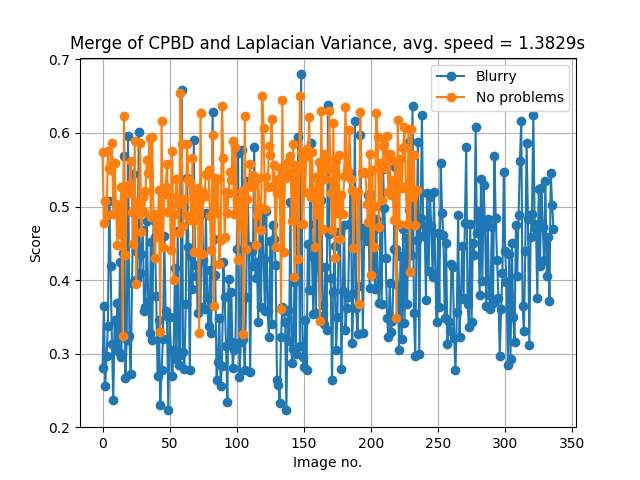 Merge of CPBD and Laplacian Variance, avg. speed = 1.3829s
0.7
Blurry
No problems
0.6
0.5
Score
0.4
0.3
0.2
0 50 100 150 200 250 300 350
Image no.